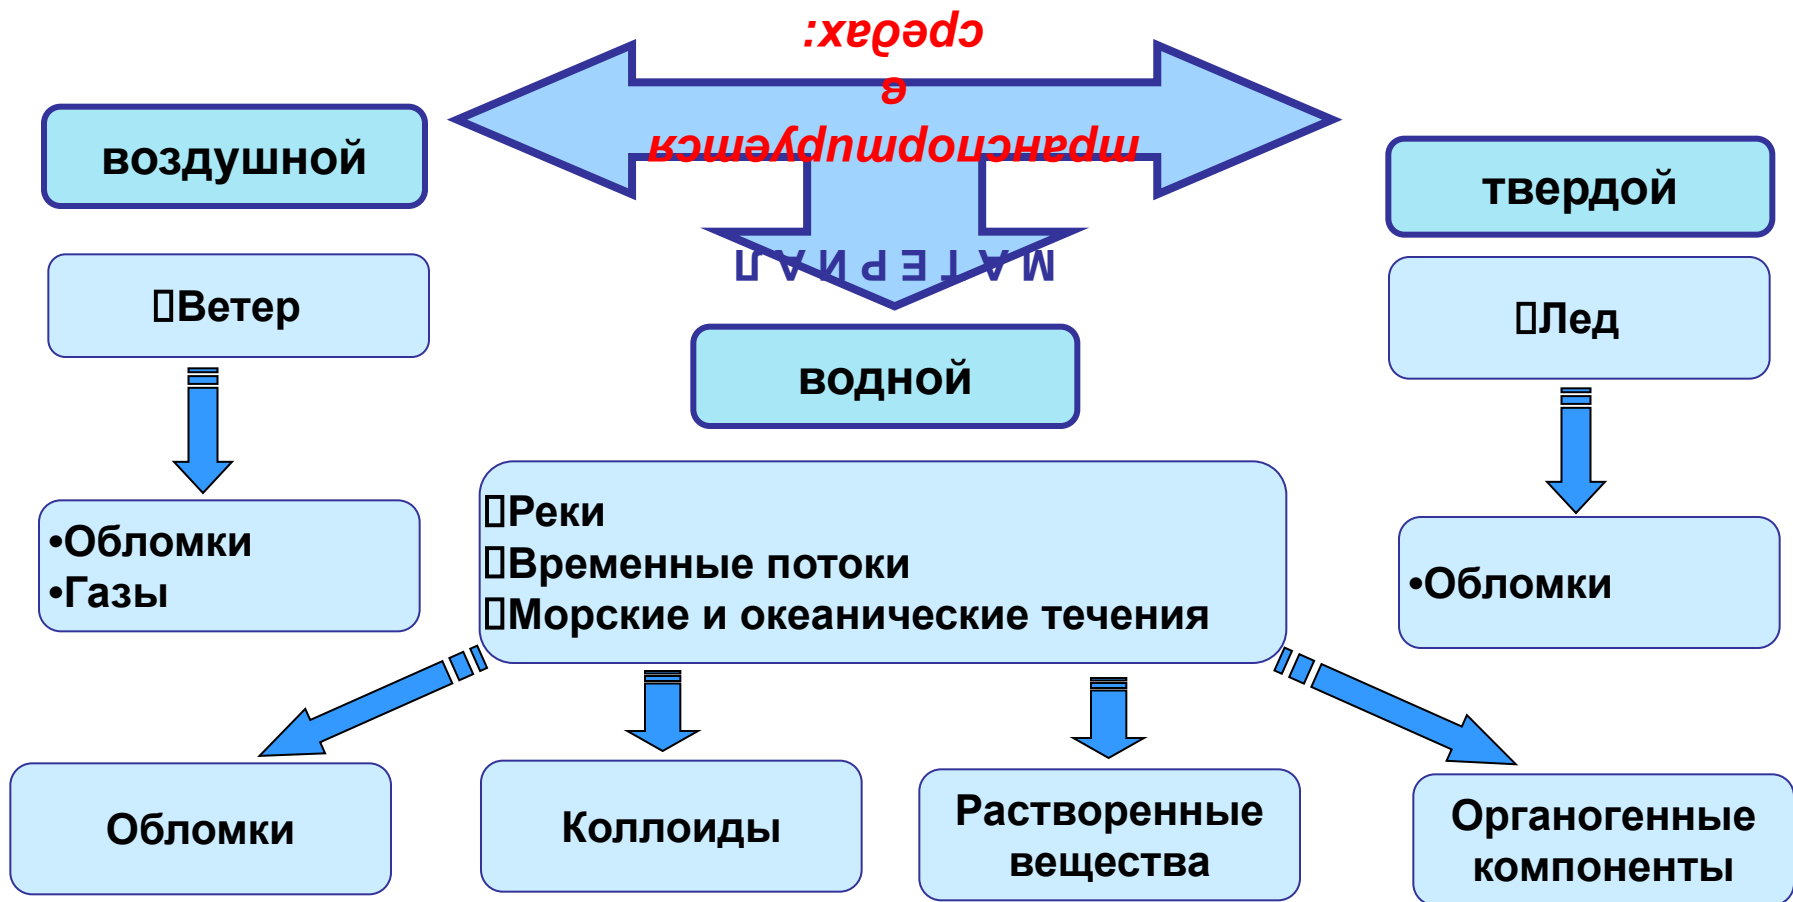 МАТЕРИАЛ
транспортируется
в
средах:
воздушной
твердой
Ветер
Лед
водной
•Обломки
•Газы
Реки
Временные потоки
Морские и океанические течения
•Обломки
Обломки
Коллоиды
Растворенные
вещества
Органогенные
компоненты